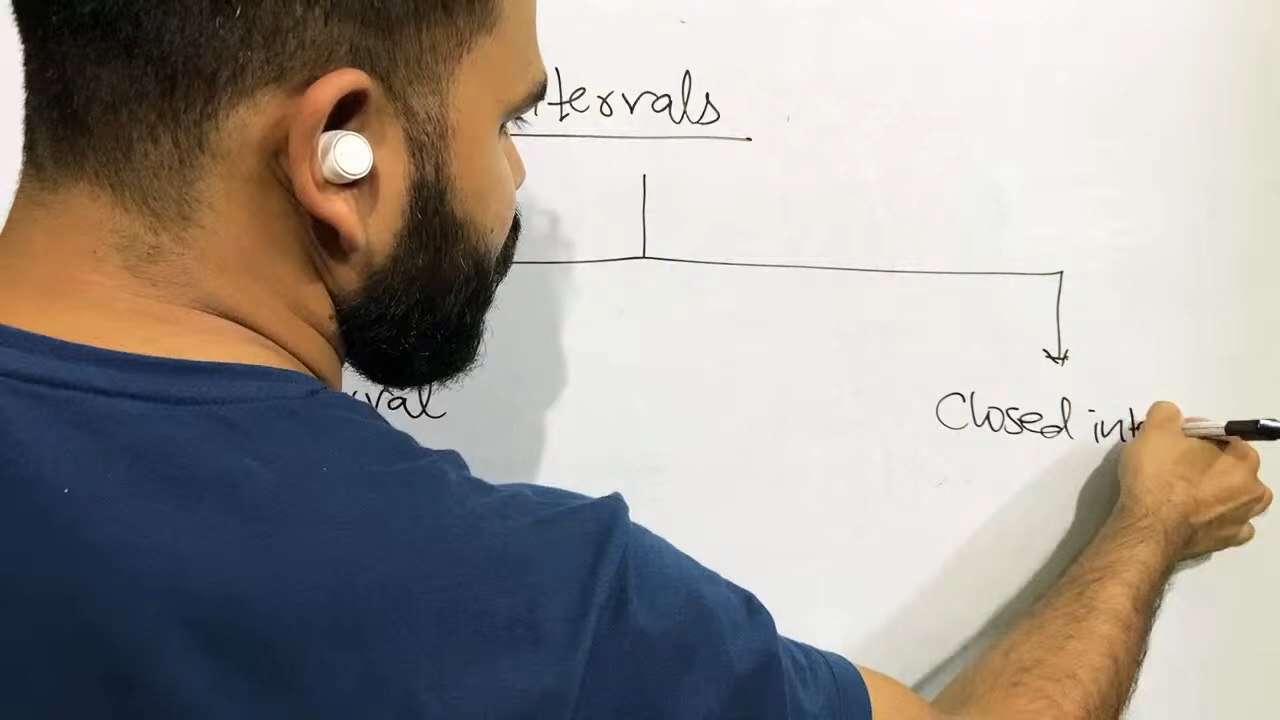 tervals
val
Closed int